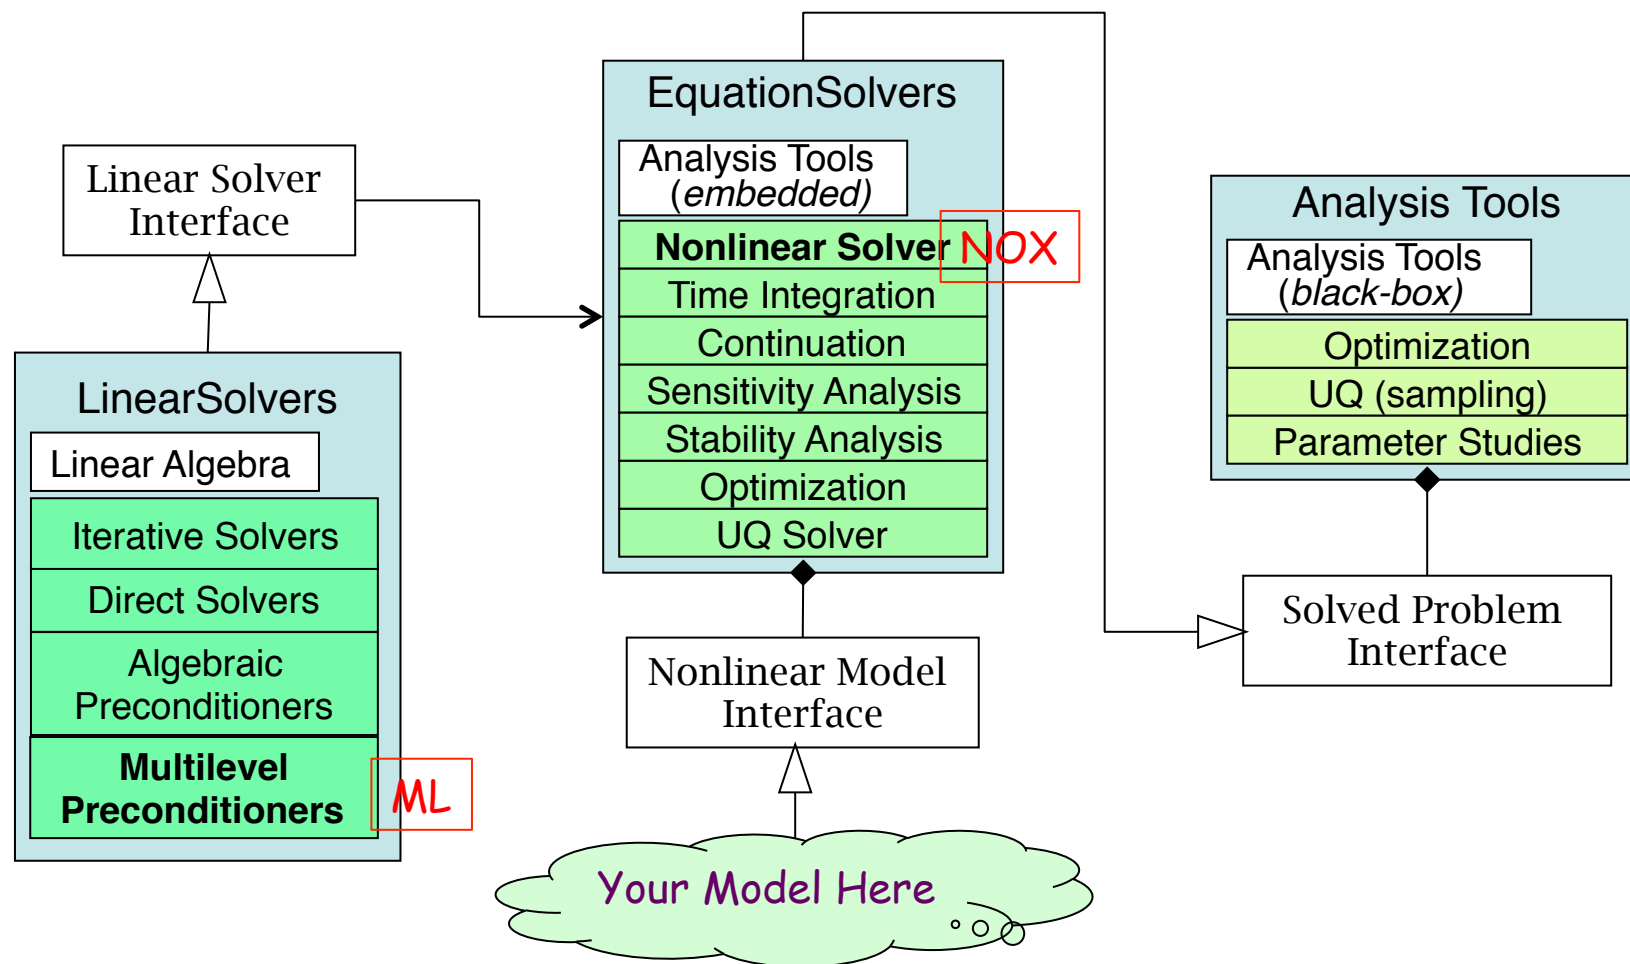 Linear Solver
Interface
LinearSolvers
Linear Algebra
Iterative Solvers
Direct Solvers
Algebraic
Preconditioners
Multilevel
Preconditioners
ML
EquationSolvers
Analysis Tools
(embedded)
Nonlinear Solver
NOX
Time Integration
Continuation
Sensitivity Analysis
Stability Analysis
Optimization
UQ Solver
Nonlinear Model
Interface
Your Model Here
Analysis Tools
Analysis Tools
(black-box)
Optimization
UQ (sampling)
Parameter Studies
Solved Problem
Interface